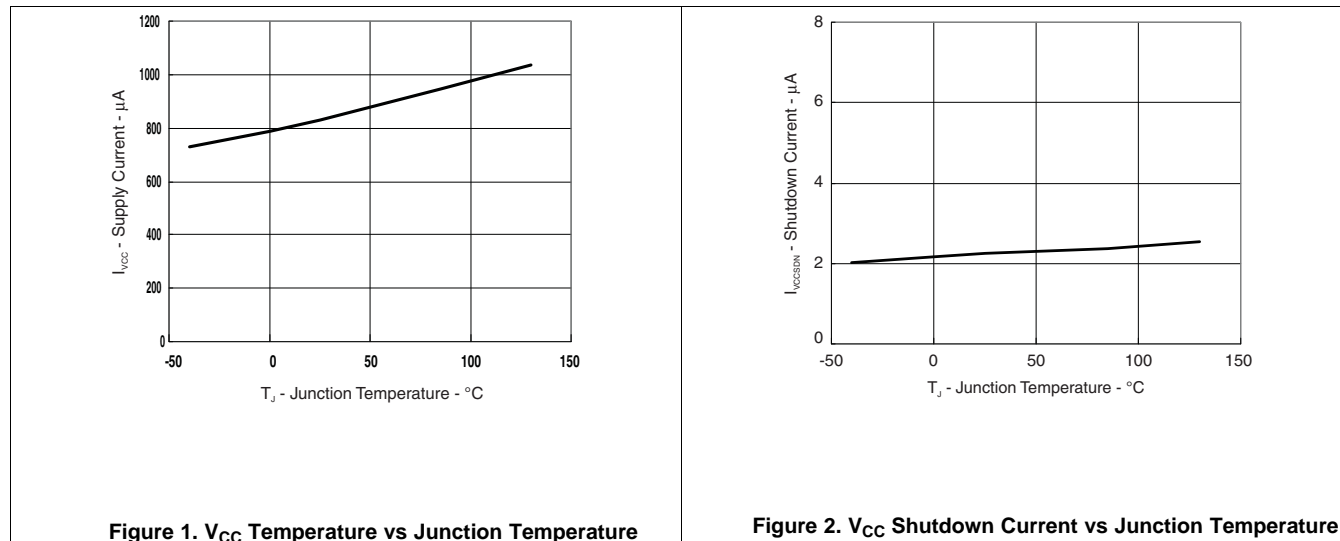 1200
1000
800
600
400
200
0
-50 0 50 100 150
I_VCC - Supply Current - μA
T_J - Junction Temperature - °C
Figure 1. V_CC Temperature vs Junction Temperature
8
6
4
2
0
-50 0 50 100 150
I_VCCSDN - Shutdown Current - μA
T_J - Junction Temperature - °C
Figure 2. V_CC Shutdown Current vs Junction Temperature